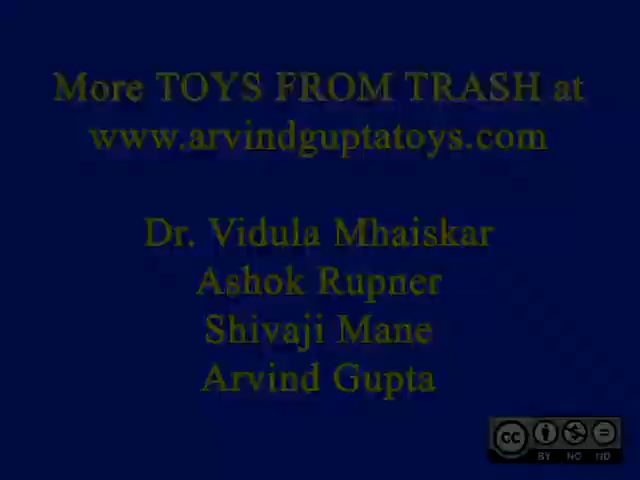 More TOYS FROM TRASH at
www.arvindguptatoys.com
Dr. Vidula Mhaiskar
Ashok Rupner
Shivaji Mane
Arvind Gupta
cc
BY NC ND